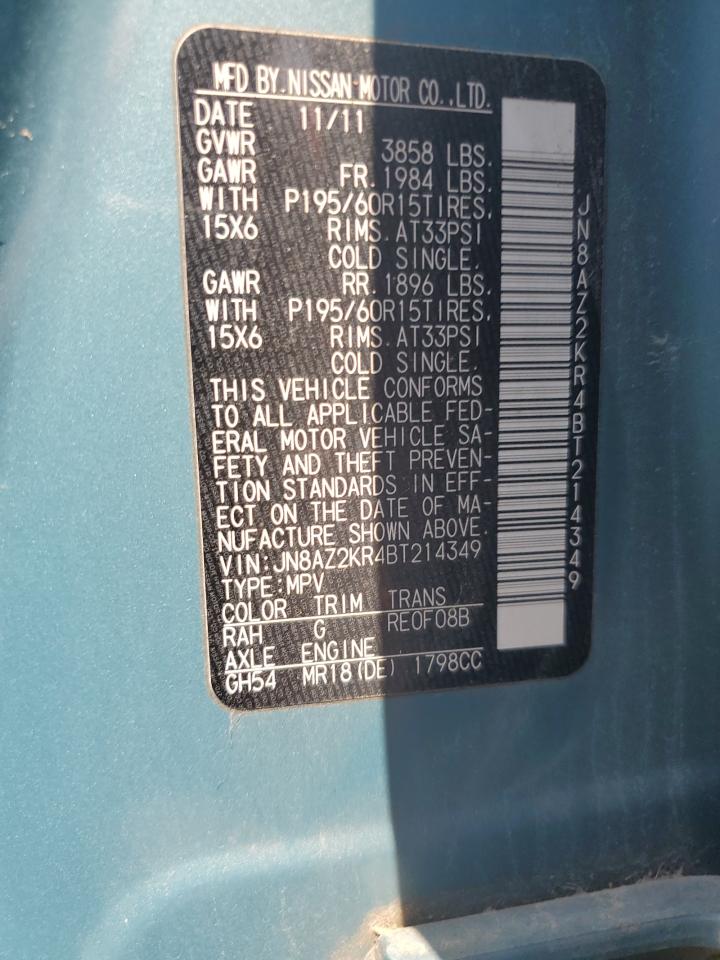 MFD BY.NISSAN MOTOR CO.,LTD.
DATE 11/11
GVWR 3858 LBS.
GAWR FR. 1984 LBS.
WITH P195/60R15TIRES,
15X6 RIMS.AT33PSI
COLD SINGLE.
GAWR RR. 1896 LBS.
WITH P195/60R15TIRES,
15X6 RIMS.AT33PSI
COLD SINGLE.
THIS VEHICLE CONFORMS
TO ALL APPLICABLE FED-
ERAL MOTOR VEHICLE SA-
FETY AND THEFT PREVEN-
TION STANDARDS IN EFF-
ECT ON THE DATE OF MA-
NUFACTURE SHOWN ABOVE.
VIN:JN8AZ2KR4BT214349
TYPE:MPV
COLOR TRIM TRANS
RAH G RE0F08B
AXLE ENGINE
GH54 MR18(DE) 1798CC
JN8AZ2KR4BT214349